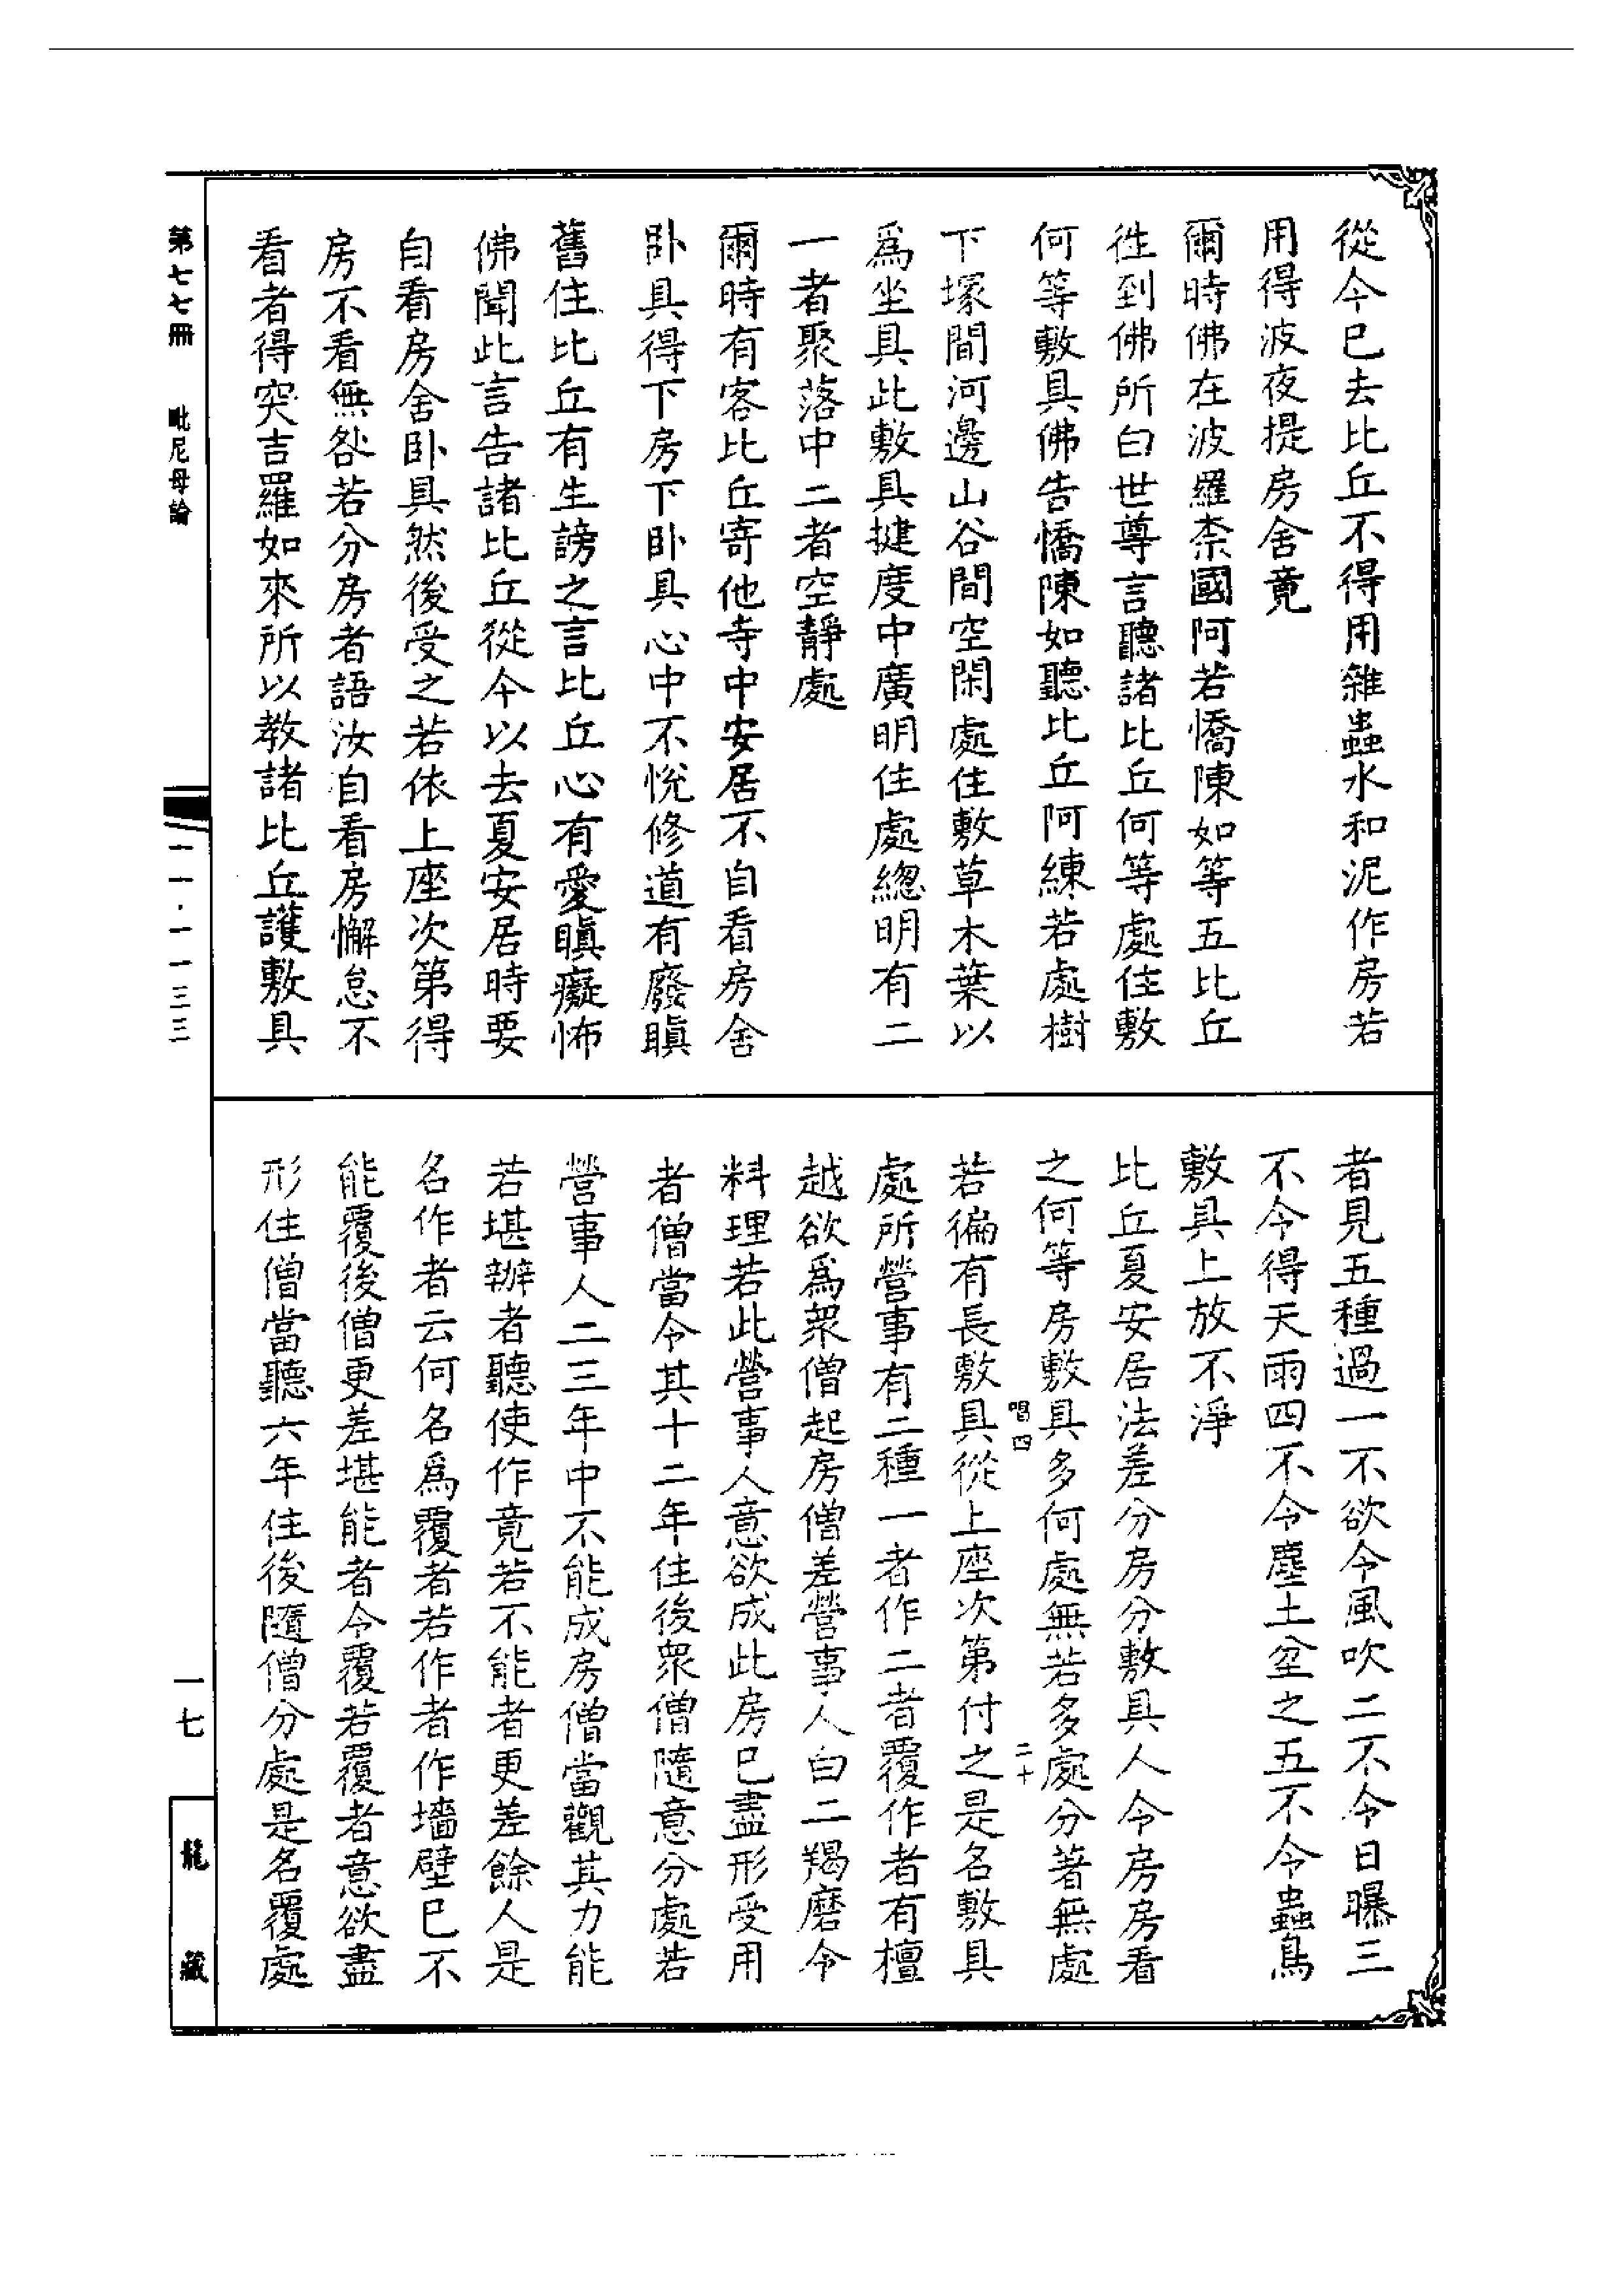 從今已去比丘不得用雜蟲水和泥作房若
用得波夜提房舍竟
爾時佛在波羅柰國阿若憍陳如等五比丘
徃到佛所白世尊言聽諸比丘何等處住敷
何等敷具佛告憍陳如聽比丘阿練若處樹
下塚間河邊山谷間空閑處住敷草木葉以
爲坐具此敷具揵度中廣明住處總明有二
一者聚落中二者空靜處
爾時有客比丘寄他寺中安居不自看房舍
卧具得下房下卧具心中不悅修道有廢瞋
舊住比丘有生謗之言比丘心有愛瞋癡怖
佛聞此言告諸比丘從今以去夏安居時要
自看房舍卧具然後受之若依上座次第得
房不看無咎若分房者語汝自看房懈怠不
看者得突吉羅如來所以教諸比丘護敷具
者見五種過一不欲令風吹二不令日曝三
不令得天雨四不令塵土坌之五不令蟲鳥
敷具上放不淨
比丘夏安居法差分房分敷具人令房房看
之何等房敷具多何處無若多處分著無處
若徧有長敷具從上座次第付之是名敷具
處所營事有二種一者作二者覆作者有檀
越欲爲衆僧起房僧差營事人白二羯磨令
料理若此營事人意欲成此房已盡形受用
者僧當令其十二年住後衆僧隨意分處若
營事人二三年中不能成房僧當觀其力能
若堪辦者聽使作竟若不能者更差餘人是
名作者云何名爲覆者若作者作墻壁已不
能覆後僧更差堪能者令覆若覆者意欲盡
形住僧當聽六年住後隨僧分處是名覆處
唱四
二十
第七七冊 毗尼母論
一一一·一一三三
一七
龍藏